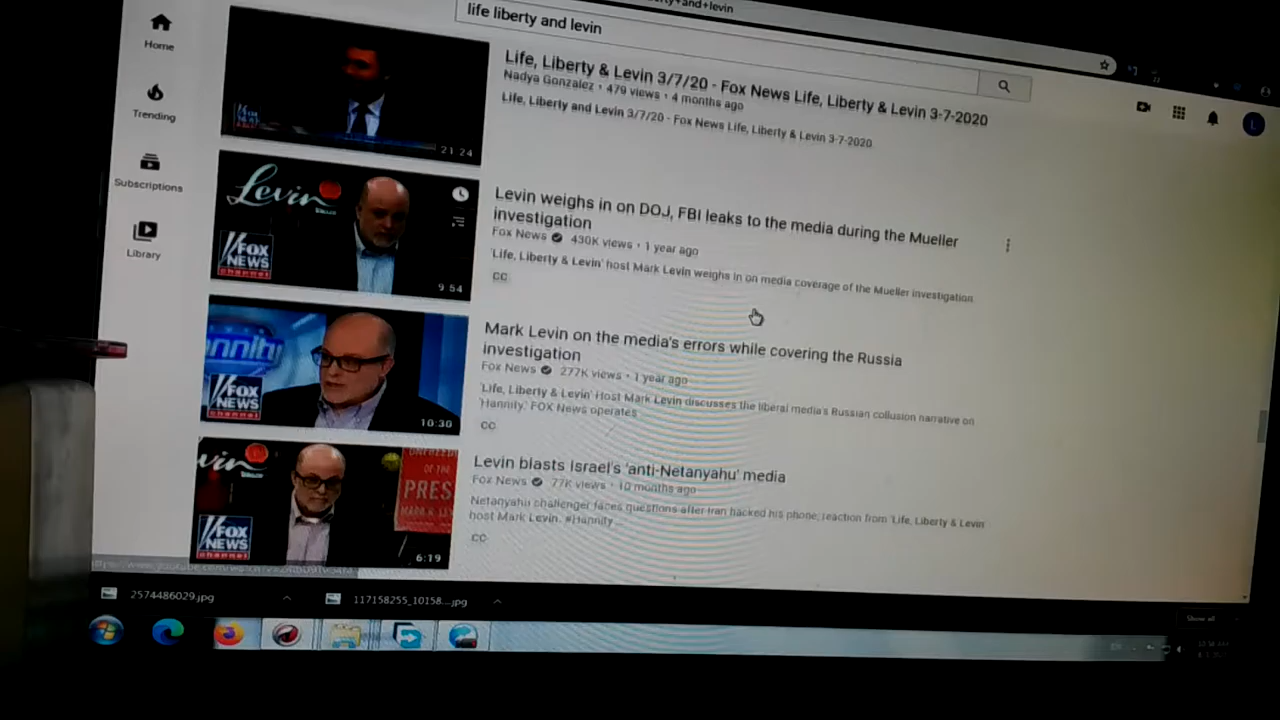 life liberty and levin
Home
Trending
Subscriptions
Library
Life, Liberty & Levin 3/7/20 - Fox News Life, Liberty & Levin 3-7-2020
Nadya Gonzalez • 479 views • 4 months ago
Life, Liberty and Levin 3/7/20 - Fox News Life, Liberty & Levin 3-7-2020
21:24
Levin
FOX
NEWS
channel
9:54
Levin weighs in on DOJ, FBI leaks to the media during the Mueller
investigation
Fox News 430K views • 1 year ago
'Life, Liberty & Levin' host Mark Levin weighs in on media coverage of the Mueller investigation
CC
FOX
NEWS
channel
10:30
Mark Levin on the media's errors while covering the Russia
investigation
Fox News 277K views • 1 year ago
'Life, Liberty & Levin' Host Mark Levin discusses the liberal media's Russian collusion narrative on
'Hannity.' FOX News operates
CC
PRESS
FOX
NEWS
channel
6:19
Levin blasts Israel's 'anti-Netanyahu' media
Fox News 77K views • 10 months ago
Netanyahu challenger faces questions after Iran hacked his phone; reaction from 'Life, Liberty & Levin'
host Mark Levin. #Hannity ...
CC
2574486029.jpg
117158255_10158....jpg
Show all